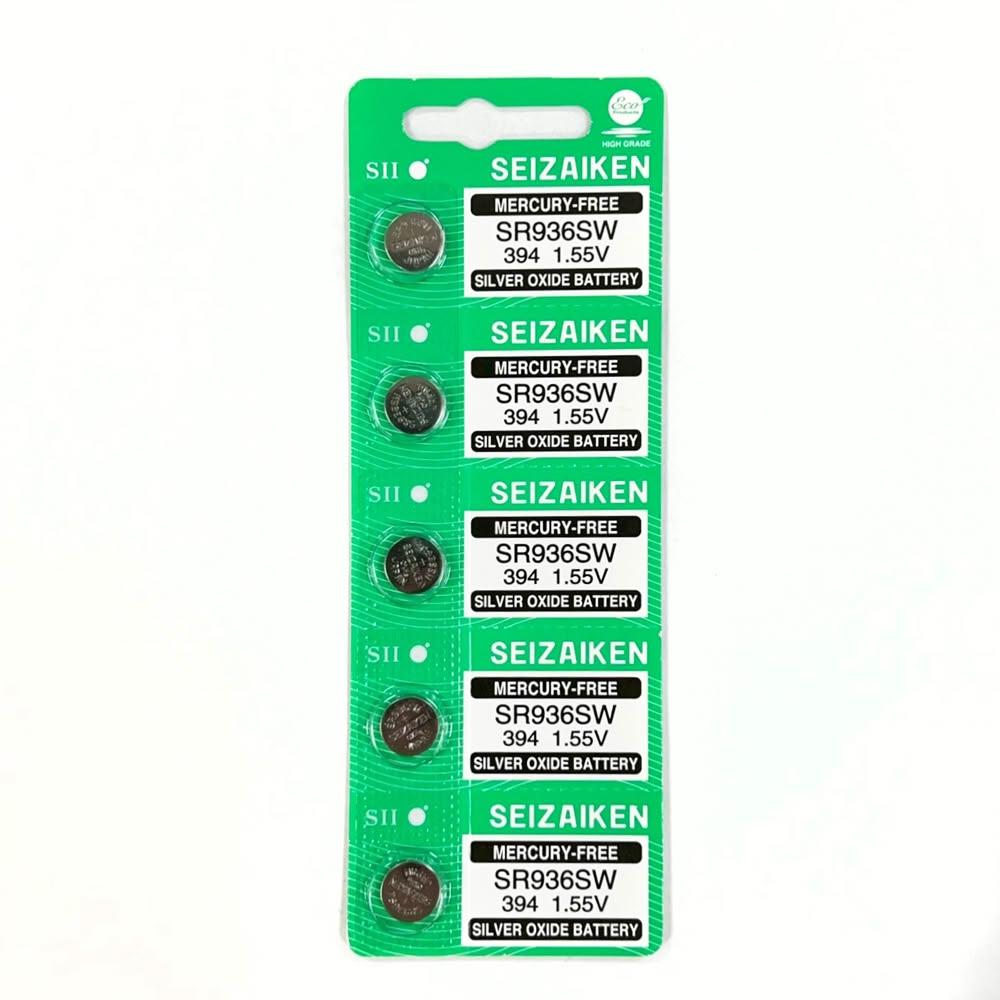 Eco
Products
HIGH GRADE
SII SEIZAIKEN
MERCURY-FREE
SR936SW
394 1.55V
SILVER OXIDE BATTERY
SII SEIZAIKEN
MERCURY-FREE
SR936SW
394 1.55V
SILVER OXIDE BATTERY
SII SEIZAIKEN
MERCURY-FREE
SR936SW
394 1.55V
SILVER OXIDE BATTERY
SII SEIZAIKEN
MERCURY-FREE
SR936SW
394 1.55V
SILVER OXIDE BATTERY
SII SEIZAIKEN
MERCURY-FREE
SR936SW
394 1.55V
SILVER OXIDE BATTERY